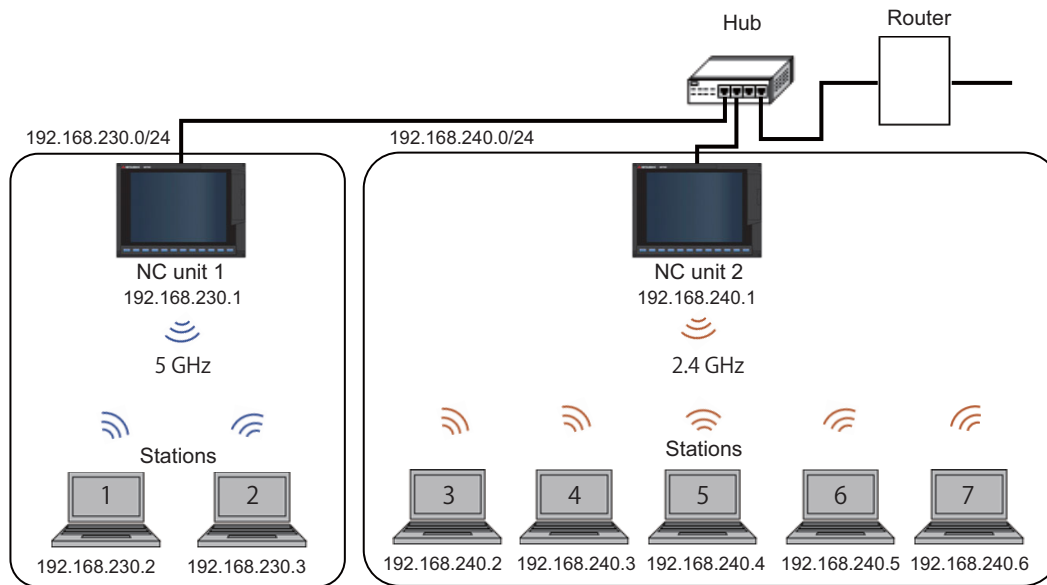 Hub
Router
192.168.230.0/24
192.168.240.0/24
NC unit 1
192.168.230.1
NC unit 2
192.168.240.1
5 GHz
2.4 GHz
Stations
Stations
1
2
3
4
5
6
7
192.168.230.2
192.168.230.3
192.168.240.2
192.168.240.3
192.168.240.4
192.168.240.5
192.168.240.6